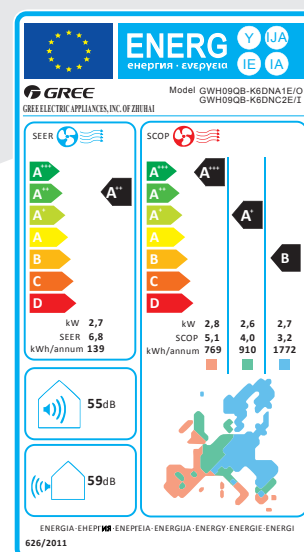 ENERG
енергия · ενεργεια
Y IJA
IE IA
GREE
GREE ELECTRIC APPLIANCES, INC. OF ZHUHAI
Model GWH09QB-K6DNA1E/O
GWH09QB-K6DNC2E/I
SEER
A+++
A++
A+
A
B
C
D
A++
kW 2,7
SEER 6,8
kWh/annum 139
SCOP
A+++
A++
A+
A
B
C
D
A+++
A+
B
kW 2,8 2,6 2,7
SCOP 5,1 4,0 3,2
kWh/annum 769 910 1772
55dB
59dB
ENERGIA·ЕНЕРГИЯ·ΕΝΕΡΓΕΙΑ·ENERGIJA·ENERGY·ENERGIE·ENERGI
626/2011